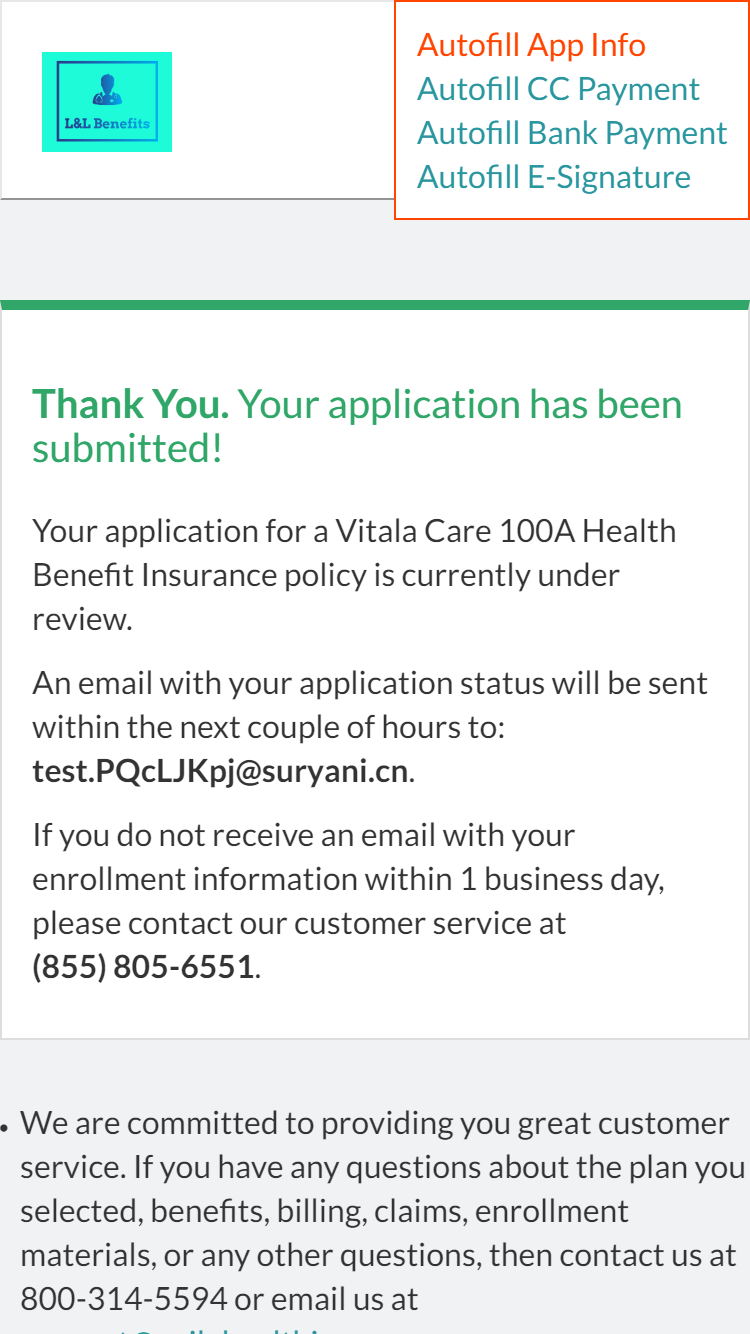 L&L Benefits
Autofill App Info
Autofill CC Payment
Autofill Bank Payment
Autofill E-Signature
Thank You. Your application has been
submitted!
Your application for a Vitala Care 100A Health
Benefit Insurance policy is currently under
review.
An email with your application status will be sent
within the next couple of hours to:
test.PQcLJKpj@suryani.cn.
If you do not receive an email with your
enrollment information within 1 business day,
please contact our customer service at
(855) 805-6551.
• We are committed to providing you great customer
service. If you have any questions about the plan you
selected, benefits, billing, claims, enrollment
materials, or any other questions, then contact us at
800-314-5594 or email us at